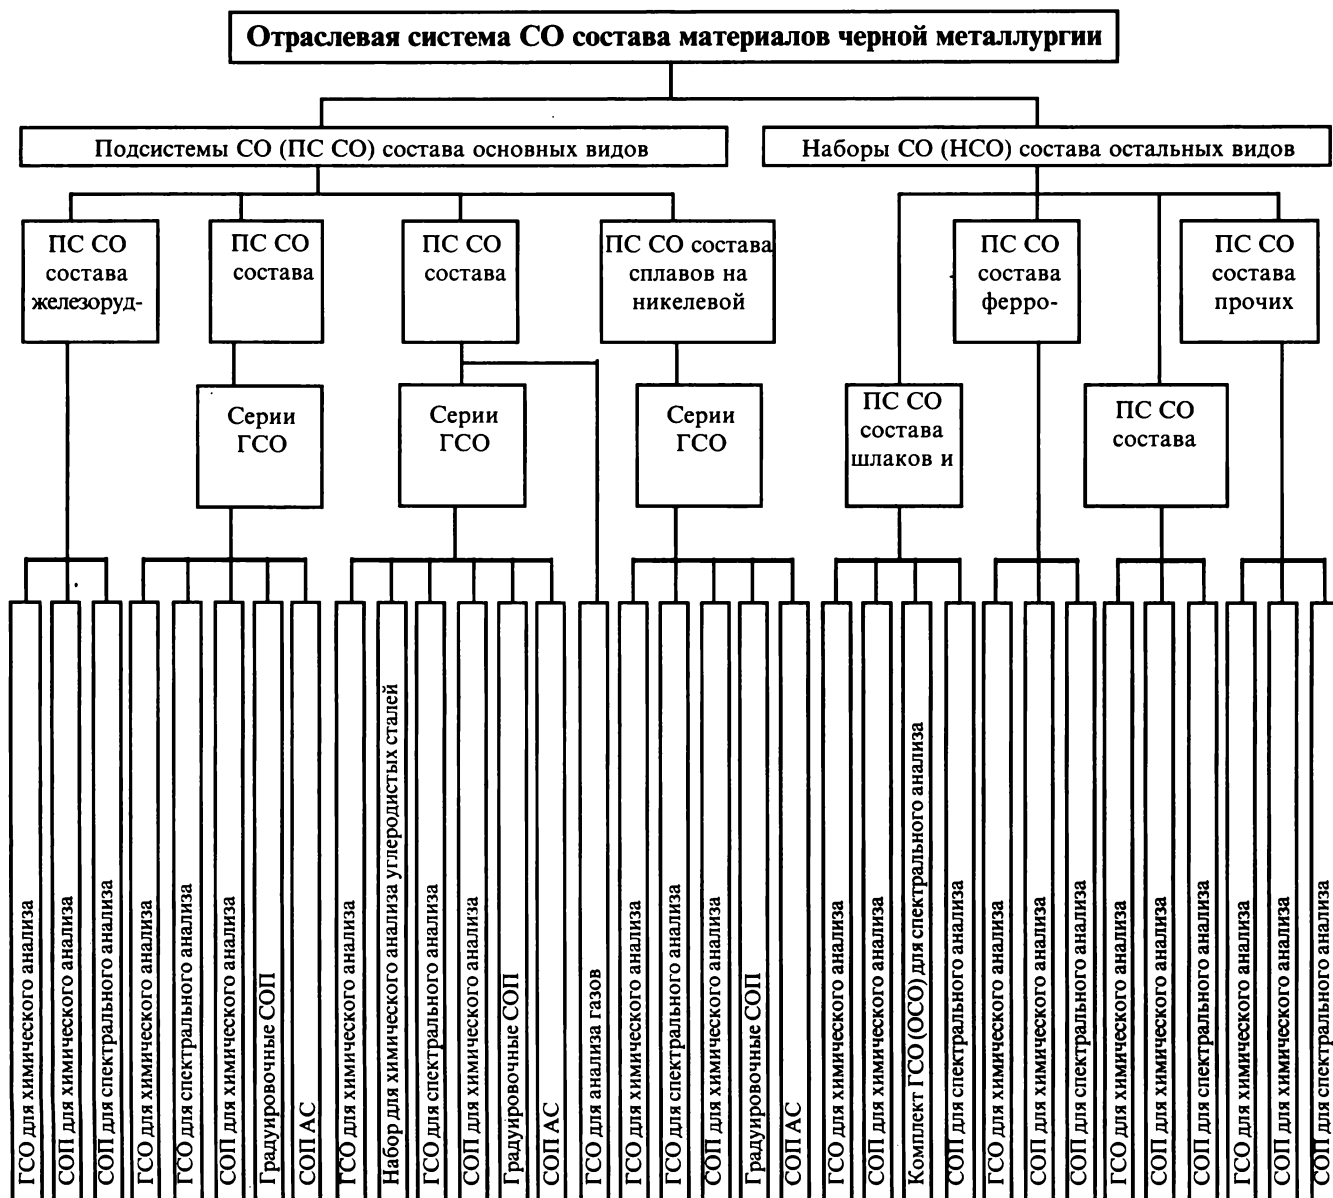 Отраслевая система СО состава материалов черной металлургии
Подсистемы СО (ПС СО) состава основных видов
Наборы СО (НСО) состава остальных видов
ПС СО
состава
железоруд-
ПС СО
состава
ПС СО
состава
ПС СО состава
сплавов на
никелевой
ПС СО
состава
ферро-
ПС СО
состава
прочих
Серии
ГСО
Серии
ГСО
Серии
ГСО
ПС СО
состава
шлаков и
ПС СО
состава
ГСО для химического анализа
СОП для химического анализа
СОП для спектрального анализа
ГСО для химического анализа
ГСО для спектрального анализа
СОП для химического анализа
Градуировочные СОП
СОП АС
ГСО для химического анализа
Набор для химического анализа углеродистых сталей
ГСО для спектрального анализа
СОП для химического анализа
Градуировочные СОП
СОП АС
ГСО для анализа газов
ГСО для химического анализа
ГСО для спектрального анализа
СОП для химического анализа
Градуировочные СОП
СОП АС
ГСО для химического анализа
СОП для химического анализа
Комплект ГСО (ОСО) для спектрального анализа
СОП для спектрального анализа
ГСО для химического анализа
СОП для химического анализа
СОП для спектрального анализа
ГСО для химического анализа
СОП для химического анализа
СОП для спектрального анализа
ГСО для химического анализа
СОП для химического анализа
СОП для спектрального анализа